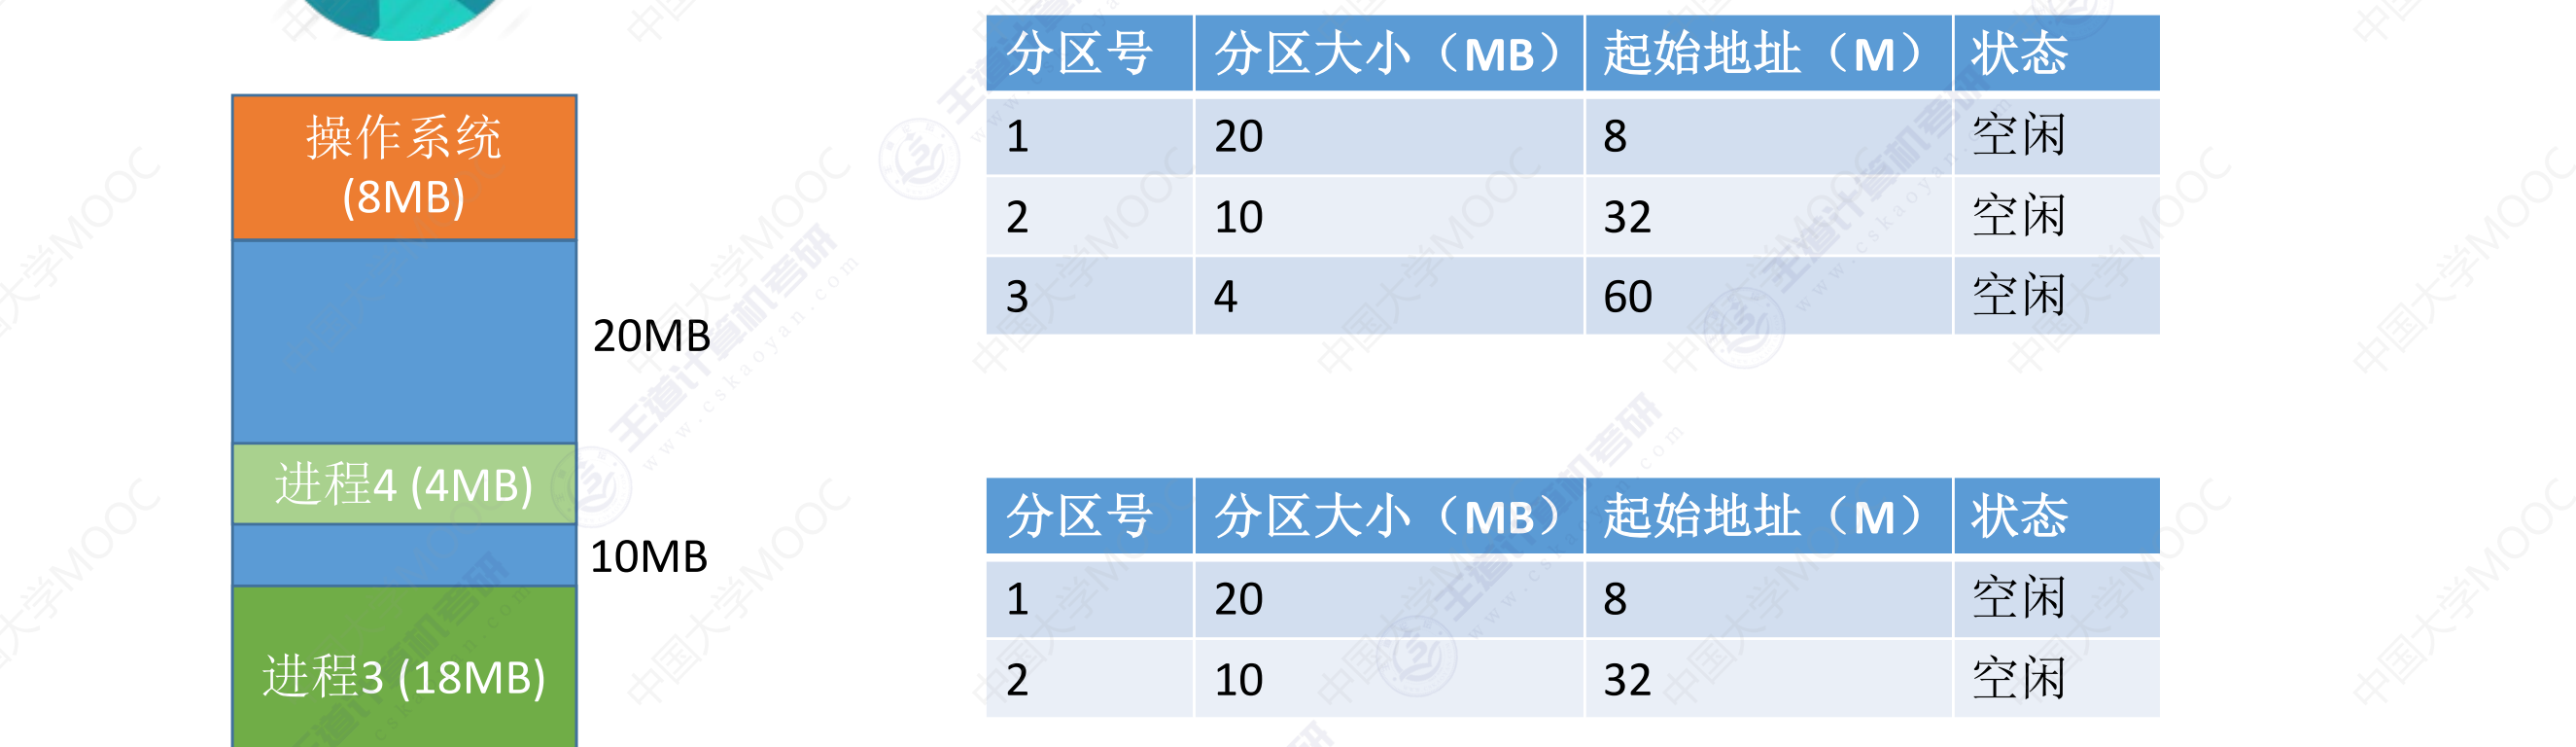 操作系统
(8MB)
20MB
进程4 (4MB)
10MB
进程3 (18MB)
分区号 分区大小（MB） 起始地址（M） 状态
1 20 8 空闲
2 10 32 空闲
3 4 60 空闲
分区号 分区大小（MB） 起始地址（M） 状态
1 20 8 空闲
2 10 32 空闲
中国大学MOOC
王道计算机考研
www.cskaoyan.com